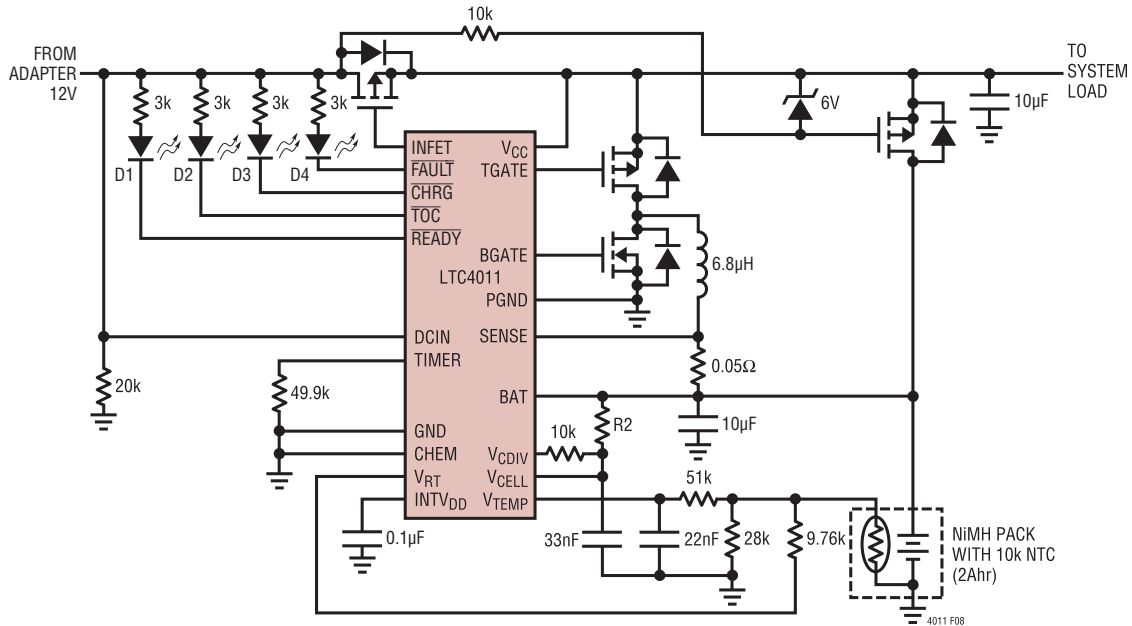 10k
FROM
ADAPTER
12V
TO
SYSTEM
LOAD
3k
3k
3k
3k
6V
10µF
D1
D2
D3
D4
INFET
FAULT
CHRG
TOC
READY
VCC
TGATE
BGATE
LTC4011
PGND
6.8µH
DCIN
TIMER
SENSE
20k
49.9k
0.05Ω
BAT
R2
10µF
GND
CHEM
VRT
INTVDD
10k
VCDIV
VCELL
VTEMP
51k
0.1µF
33nF
22nF
28k
9.76k
NiMH PACK
WITH 10k NTC
(2Ahr)
4011 F08